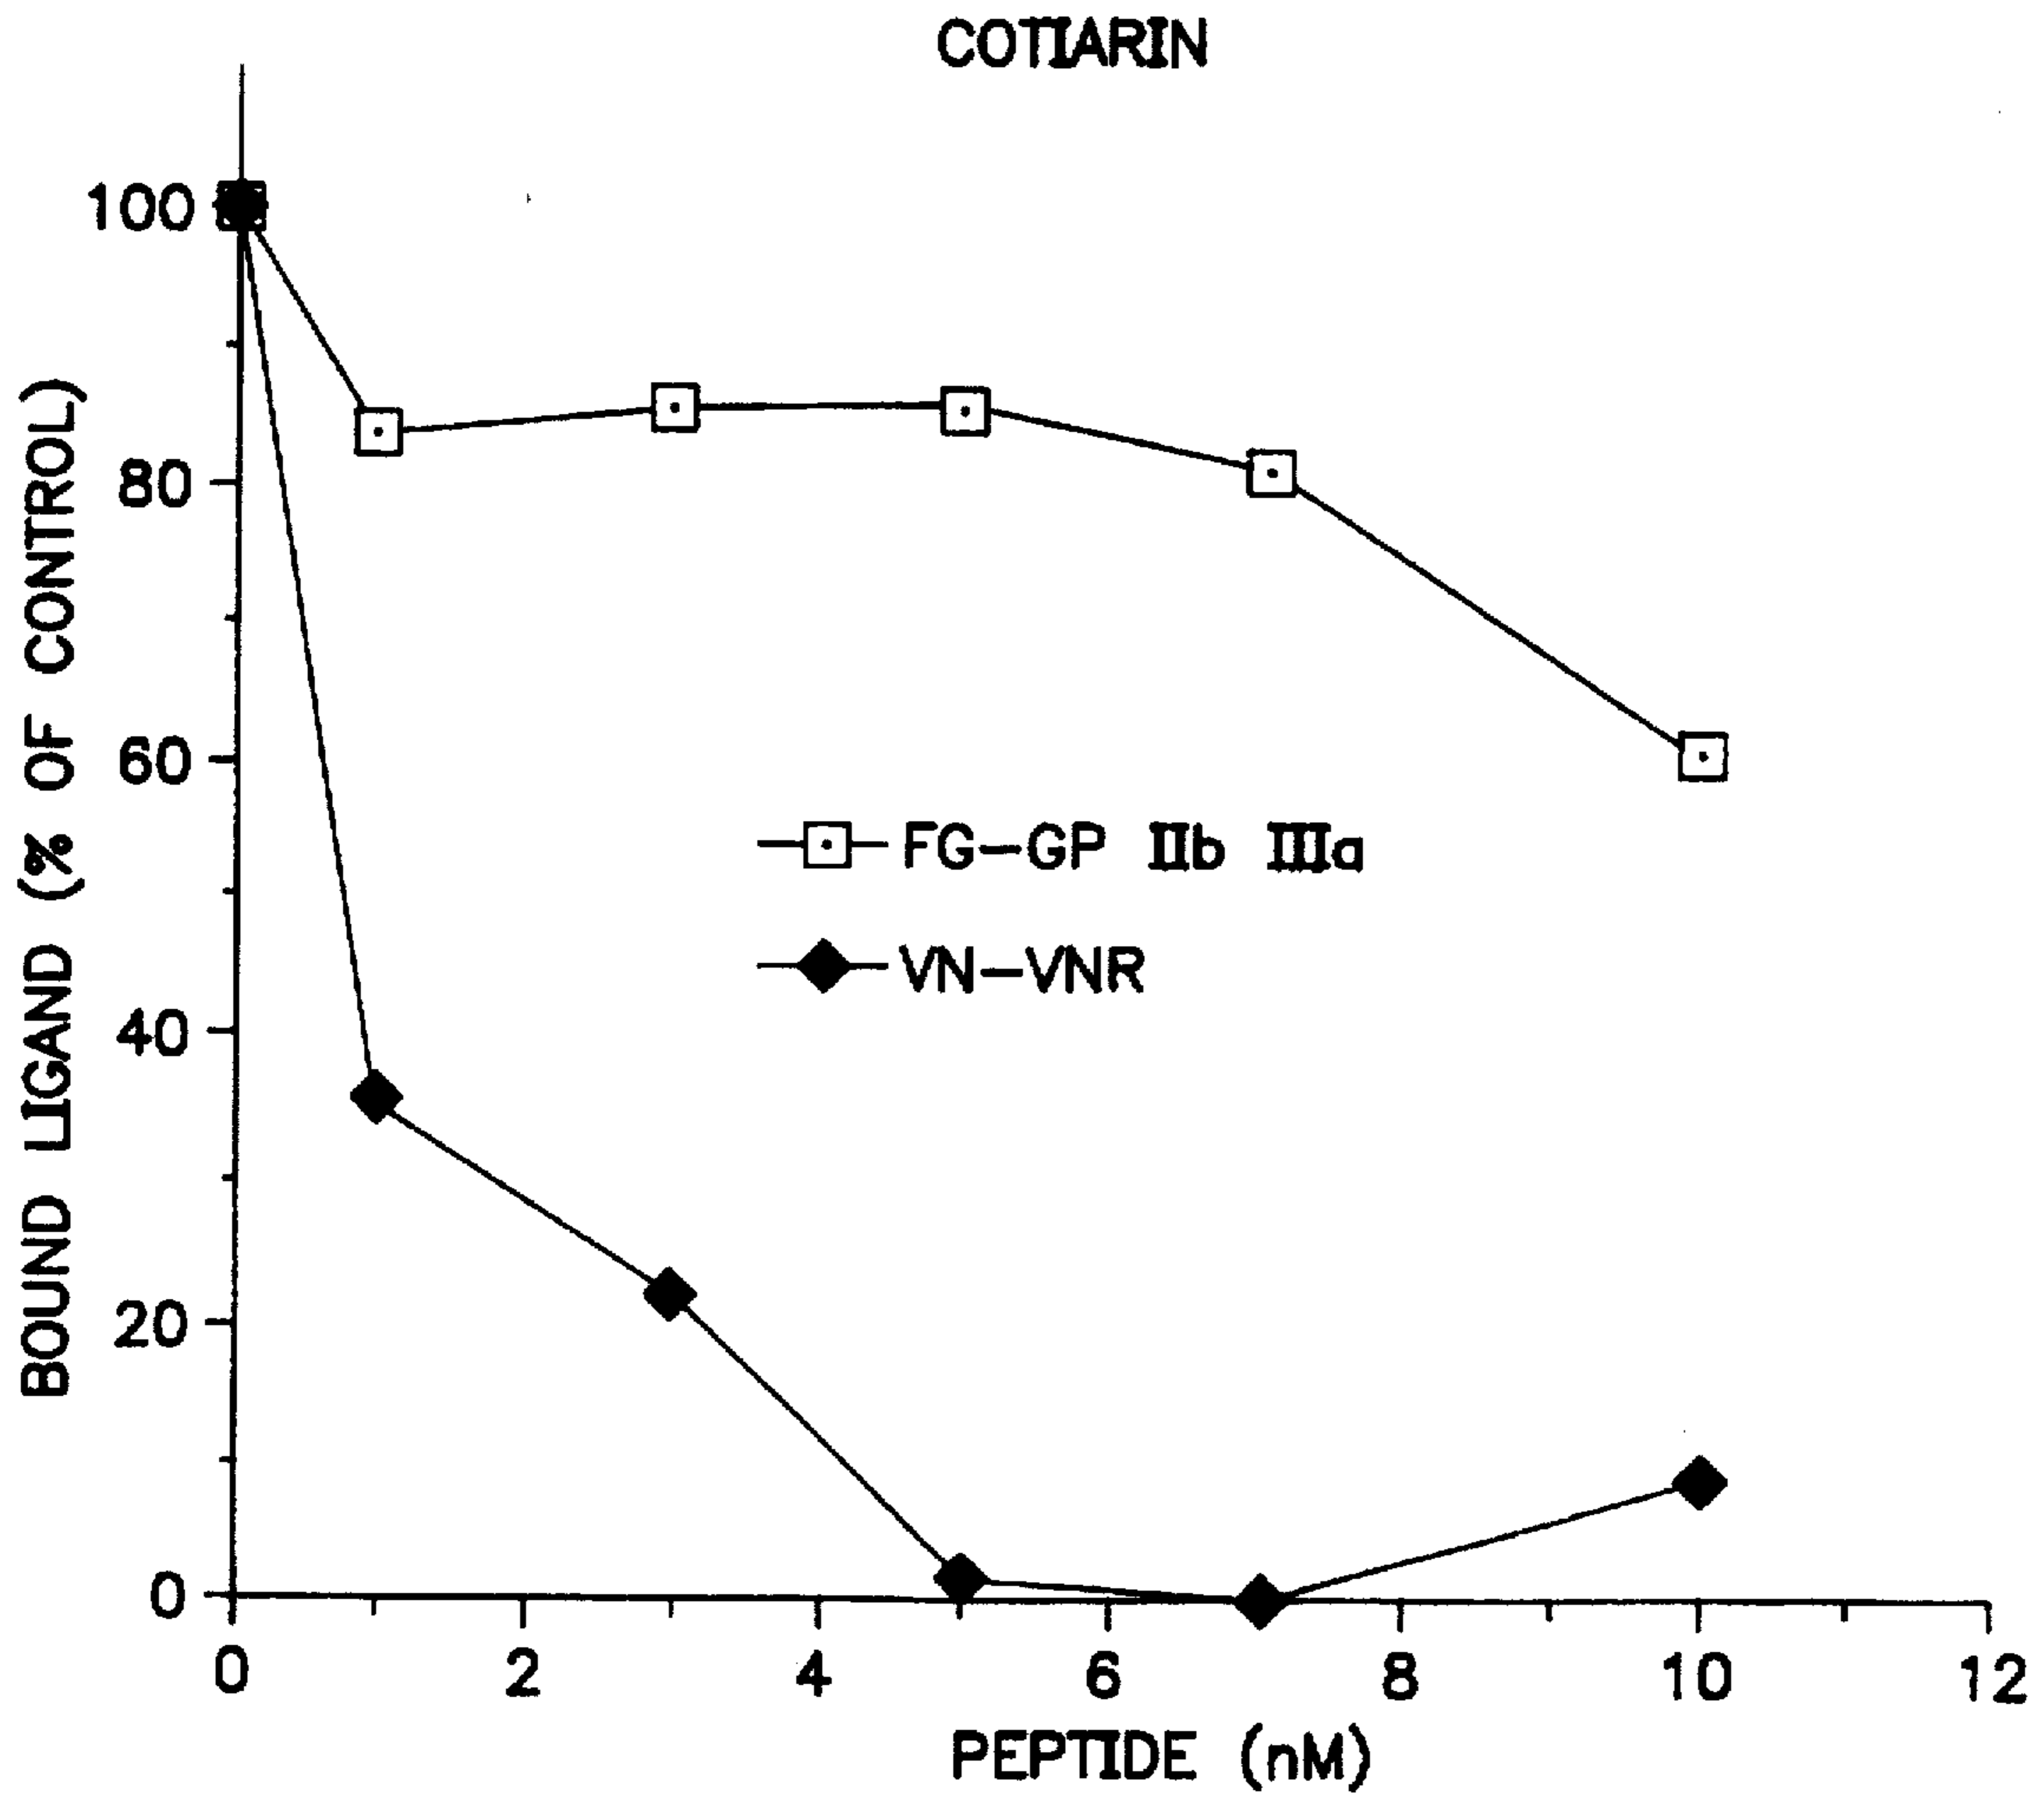 COTIARIN
BOUND LIGAND (% OF CONTROL)
100
80
60
40
20
0
FG-GP IIb IIIa
VN-VNR
0 2 4 6 8 10 12
PEPTIDE (nM)